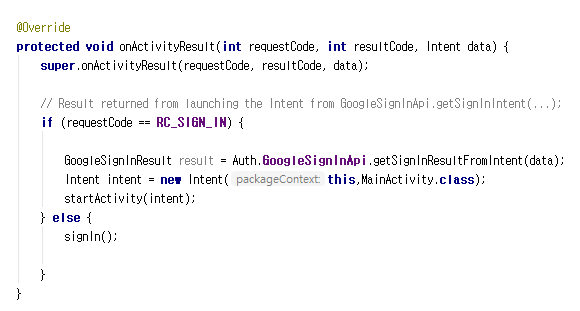 @Override
protected void onActivityResult(int requestCode, int resultCode, Intent data) {
super.onActivityResult(requestCode, resultCode, data);
// Result returned from launching the Intent from GoogleSignInApi.getSignInIntent(...);
if (requestCode == RC_SIGN_IN) {
GoogleSignInResult result = Auth.GoogleSignInApi.getSignInResultFromIntent(data);
Intent intent = new Intent( packageContext: this,MainActivity.class);
startActivity(intent);
} else {
signIn();
}
}